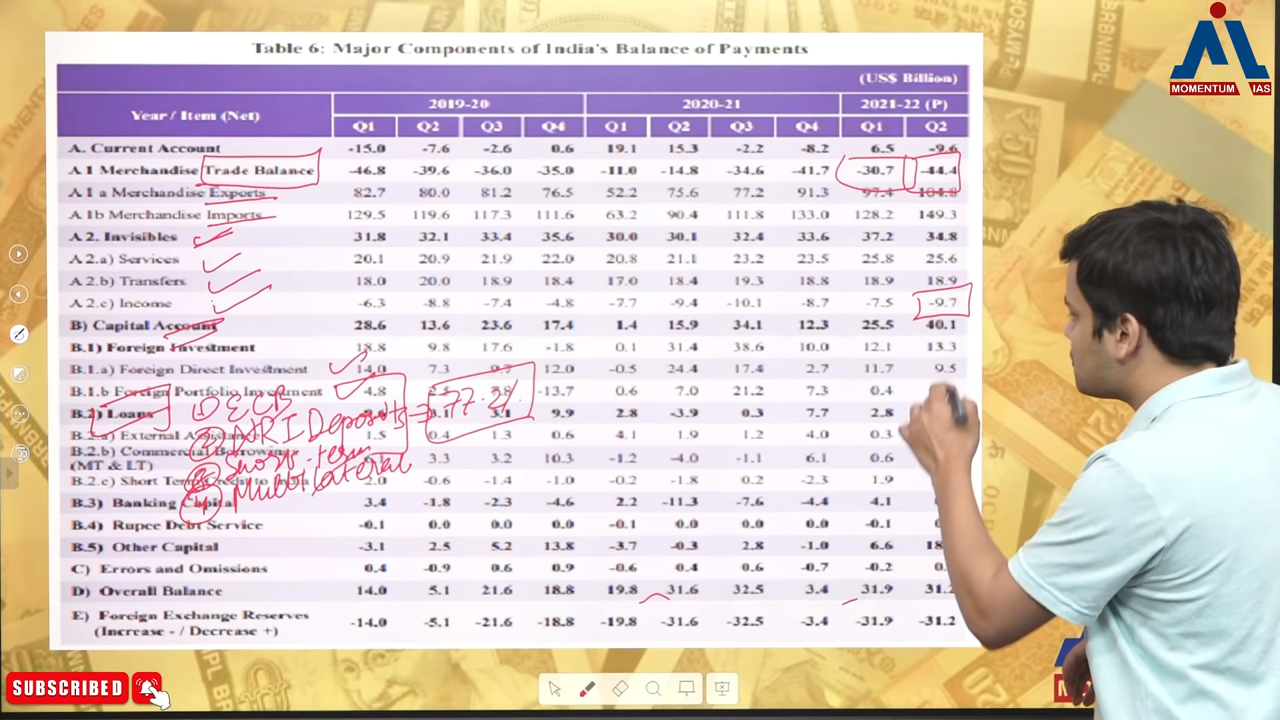 Table 6: Major Components of India's Balance of Payments
(US$ Billion)
Year / Item (Net) 2019-20 2020-21 2021-22 (P)
Q1 Q2 Q3 Q4 Q1 Q2 Q3 Q4 Q1 Q2
A. Current Account -15.0 -7.6 -2.6 0.6 19.1 15.3 -2.2 -8.2 6.5 -9.6
A 1 Merchandise Trade Balance -46.8 -39.6 -36.0 -35.0 -11.0 -14.8 -34.6 -41.7 -30.7 -44.4
A1 a Merchandise Exports 82.7 80.0 81.2 76.5 52.2 75.6 77.2 91.3 97.4 104.8
A1b Merchandise Imports 129.5 119.6 117.3 111.6 63.2 90.4 111.8 133.0 128.2 149.3
A 2. Invisibles 31.8 32.1 33.4 35.6 30.0 30.1 32.4 33.6 37.2 34.8
A2.a) Services 20.1 20.9 21.9 22.0 20.8 21.1 23.2 23.5 25.8 25.6
A2.b) Transfers 18.0 20.0 18.9 18.4 17.0 18.4 19.3 18.8 18.9 18.9
A2.c) Income -6.3 -8.8 -7.4 -4.8 -7.7 -9.4 -10.1 -8.7 -7.5 -9.7
B) Capital Account 28.6 13.6 23.6 17.4 1.4 15.9 34.1 12.3 25.5 40.1
B.1) Foreign Investment 18.8 9.8 17.6 -1.8 0.1 31.4 38.6 10.0 12.1 13.3
B.1.a) Foreign Direct Investment 14.0 7.3 9.7 12.0 -0.5 24.4 17.4 2.7 11.7 9.5
B.1.b Foreign Portfolio Investment 4.8 2.5 7.8 -13.7 0.6 7.0 21.2 7.3 0.4
B.2) Loans 3.1 9.9 2.8 -3.9 0.3 7.7 2.8
① ECB
B.2.a) External Assistance 1.5 0.4 1.3 0.6 4.1 1.9 1.2 4.0 0.3
② NRI Deposits = 77.2%
B.2.b) Commercial Borrowing
(MT & LT) 3.3 3.2 10.3 -1.2 -4.0 -1.1 6.1 0.6
③ Short term
B.2.c) Short Term Credit to India 2.0 -0.6 -1.4 -1.0 -0.2 -1.8 0.2 -2.3 1.9
④ Multilateral
B.3) Banking Capital 3.4 -1.8 -2.3 -4.6 2.2 -11.3 -7.6 -4.4 4.1
B.4) Rupee Debt Service -0.1 0.0 0.0 0.0 -0.1 0.0 0.0 0.0 -0.1
B.5) Other Capital -3.1 2.5 5.2 13.8 -3.7 -0.3 2.8 -1.0 6.6 18
C) Errors and Omissions 0.4 -0.9 0.6 0.9 -0.6 0.4 0.6 -0.7 -0.2 0.
D) Overall Balance 14.0 5.1 21.6 18.8 19.8 31.6 32.5 3.4 31.9 31.2
E) Foreign Exchange Reserves
(Increase - / Decrease +) -14.0 -5.1 -21.6 -18.8 -19.8 -31.6 -32.5 -3.4 -31.9 -31.2
MOMENTUM IAS
SUBSCRIBED